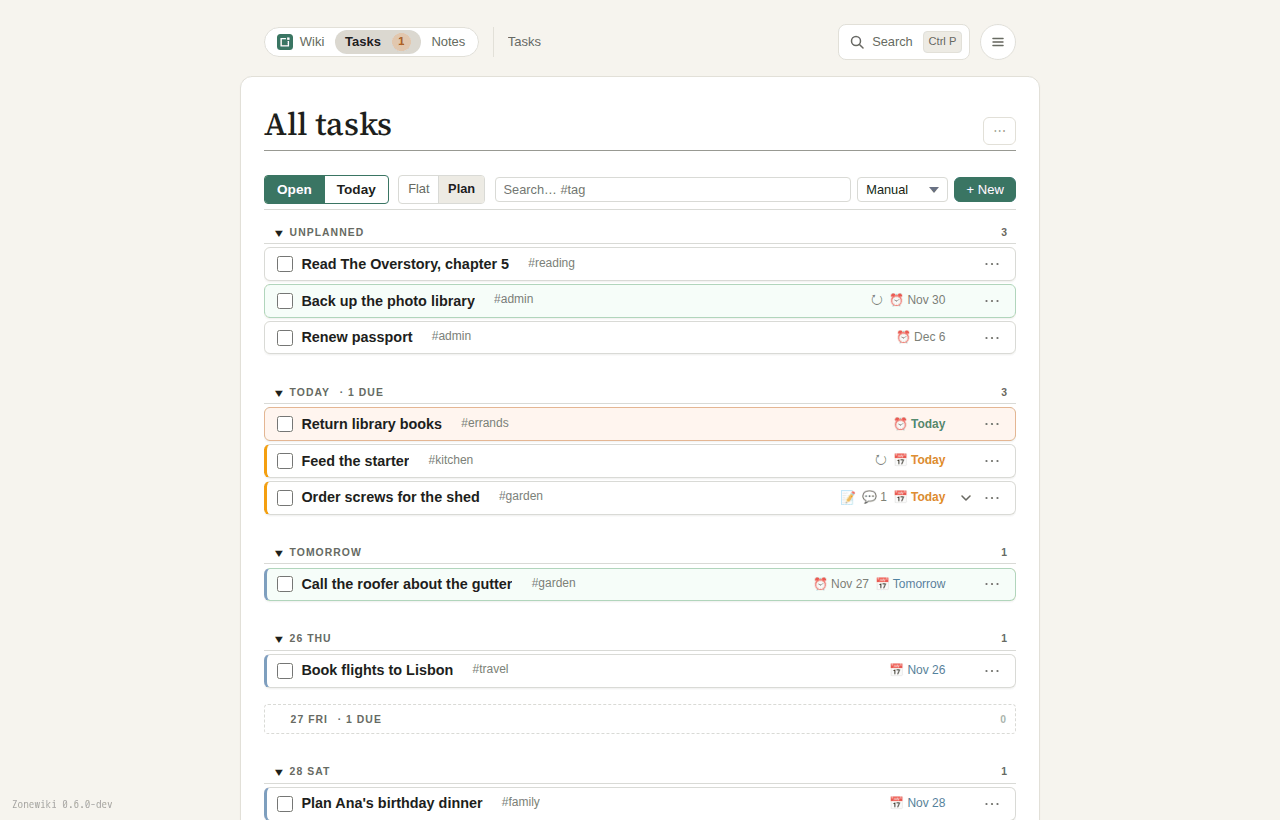 Wiki Tasks 1 Notes Tasks Search Ctrl P
All tasks ...
Open Today Flat Plan Search… #tag Manual + New
UNPLANNED 3
Read The Overstory, chapter 5 #reading ...
Back up the photo library #admin Nov 30 ...
Renew passport #admin Dec 6 ...
TODAY · 1 DUE 3
Return library books #errands Today ...
Feed the starter #kitchen Today ...
Order screws for the shed #garden 1 Today ...
TOMORROW 1
Call the roofer about the gutter #garden Nov 27 Tomorrow ...
26 THU 1
Book flights to Lisbon #travel Nov 26 ...
27 FRI · 1 DUE 0
28 SAT 1
Plan Ana's birthday dinner #family Nov 28 ...
Zonewiki 0.6.0-dev